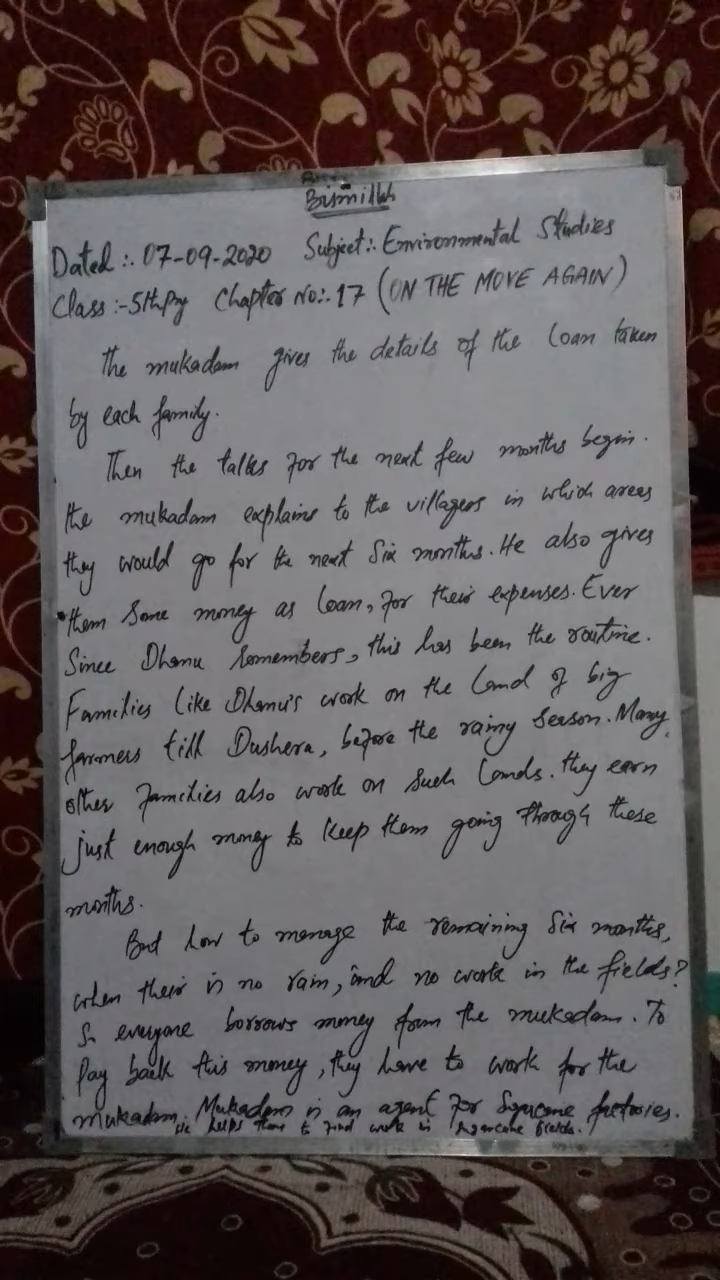 Bismillah
Dated :. 07-09-2020 Subject:. Environmental Studies
Class :- 5th Chapter No:. 17 (ON THE MOVE AGAIN)
The mukadam gives the details of the loan taken
by each family.
Then the talks for the next few months begin.
the mukadam explains to the villagers in which areas
they would go for the next Six months. He also gives
them Some money as loan, for their expenses. Ever
Since Dhanu remembers, this has been the routine.
Families like Dhanu's work on the Land of big
farmers till Dushera, before the rainy Season. Many
other families also work on such Lands. they earn
just enough money to keep them going through these
months.
But how to manage the remaining Six months,
when their is no rain, and no work in the fields?
So everyone borrows money from the mukadam. To
Pay back this money, they have to work for the
mukadam. Mukadam is an agent for factories.
He helps them to find work in Sugarcane fields.